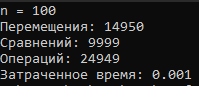 n = 100
Перемещения: 14950
Сравнений: 9999
Операций: 24949
Затраченное время: 0.001